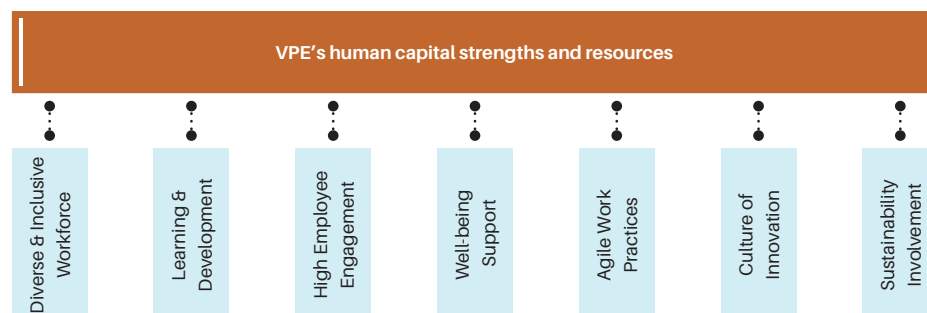 VPE's human capital strengths and resources
Diverse & Inclusive
Workforce
Learning &
Development
High Employee
Engagement
Well-being
Support
Agile Work
Practices
Culture of
Innovation
Sustainability
Involvement